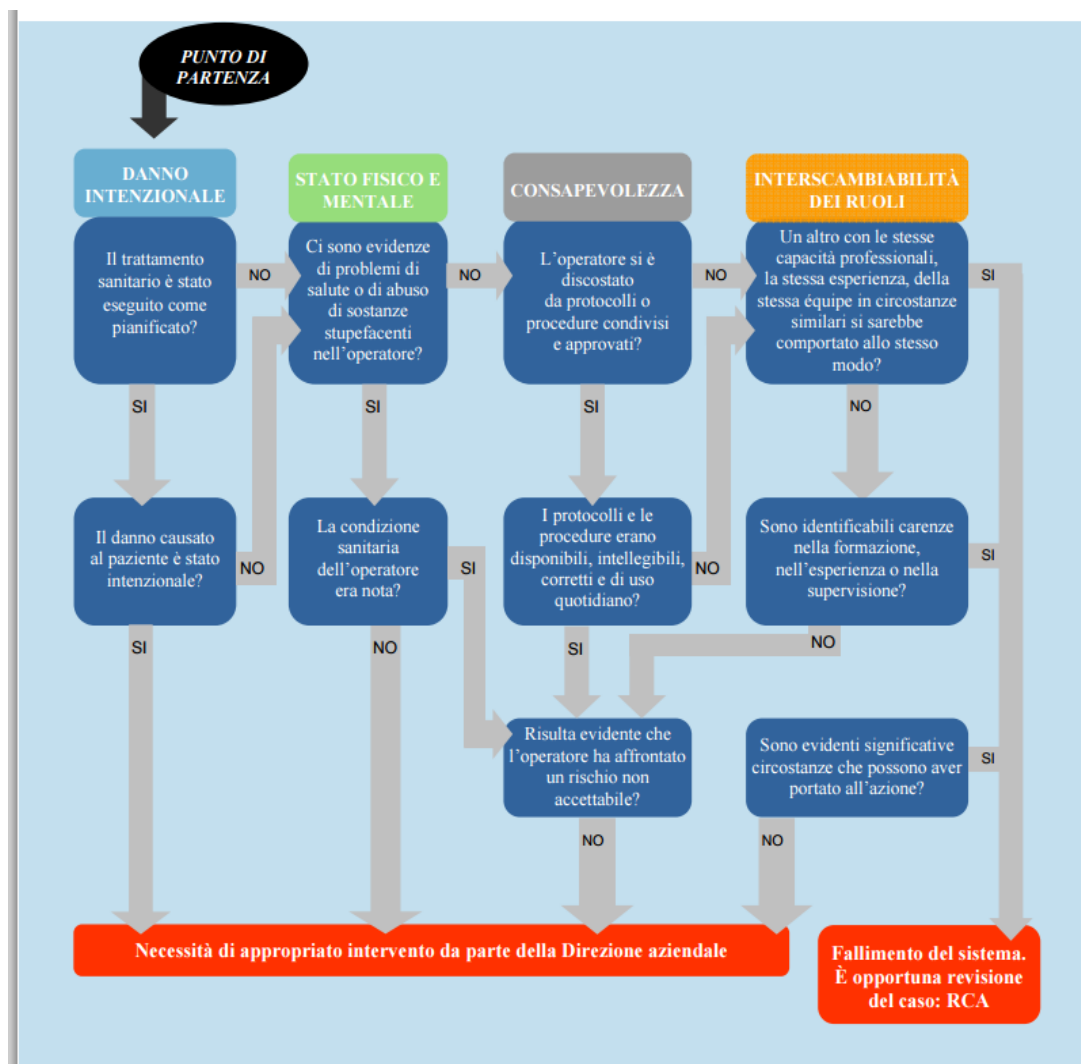 PUNTO DI
PARTENZA
DANNO
INTENZIONALE
STATO FISICO E
MENTALE
CONSAPEVOLEZZA
INTERSCAMBIABILITÀ
DEI RUOLI
Il trattamento
sanitario è stato
eseguito come
pianificato?
NO
Ci sono evidenze
di problemi di
salute o di abuso
di sostanze
stupefacenti
nell'operatore?
NO
L'operatore si è
discostato
da protocolli o
procedure condivisi
e approvati?
NO
Un altro con le stesse
capacità professionali,
la stessa esperienza, della
stessa équipe in circostanze
similari si sarebbe
comportato allo stesso
modo?
SI
SI
SI
SI
NO
Il danno causato
al paziente è stato
intenzionale?
NO
La condizione
sanitaria
dell'operatore
era nota?
SI
I protocolli e le
procedure erano
disponibili, intellegibili,
corretti e di uso
quotidiano?
NO
Sono identificabili carenze
nella formazione,
nell'esperienza o nella
supervisione?
SI
SI
NO
SI
NO
Risulta evidente che
l'operatore ha affrontato
un rischio non
accettabile?
Sono evidenti significative
circostanze che possono aver
portato all'azione?
SI
NO
NO
Necessità di appropriato intervento da parte della Direzione aziendale
Fallimento del sistema.
È opportuna revisione
del caso: RCA